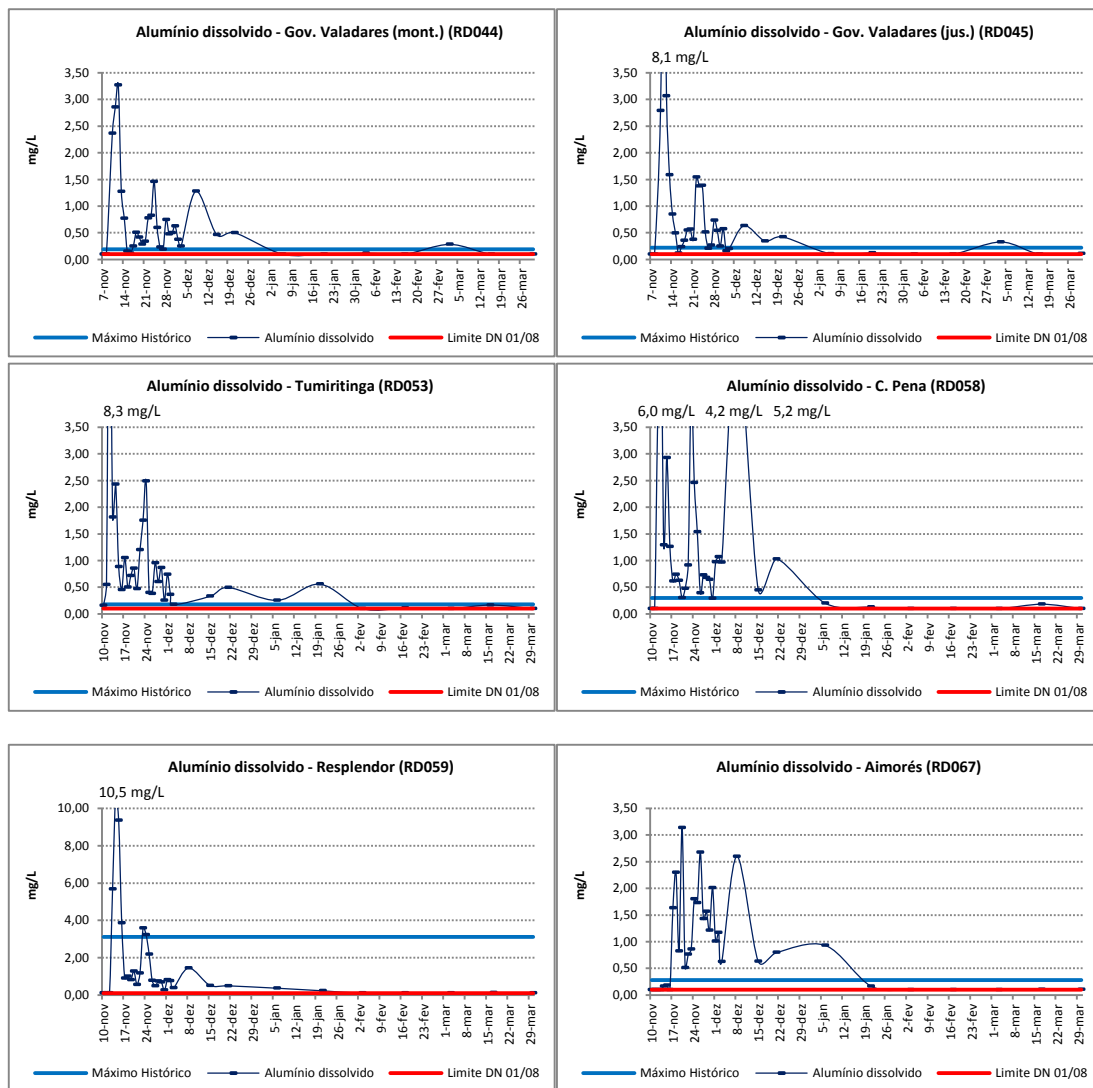 Alumínio dissolvido - Gov. Valadares (mont.) (RD044)
3,50
3,00
2,50
2,00
1,50
1,00
0,50
0,00
mg/L
7-nov
14-nov
21-nov
28-nov
5-dez
12-dez
19-dez
26-dez
2-jan
9-jan
16-jan
23-jan
30-jan
6-fev
13-fev
20-fev
27-fev
5-mar
12-mar
19-mar
26-mar
Máximo Histórico
Alumínio dissolvido
Limite DN 01/08
Alumínio dissolvido - Gov. Valadares (jus.) (RD045)
8,1 mg/L
3,50
3,00
2,50
2,00
1,50
1,00
0,50
0,00
mg/L
7-nov
14-nov
21-nov
28-nov
5-dez
12-dez
19-dez
26-dez
2-jan
9-jan
16-jan
23-jan
30-jan
6-fev
13-fev
20-fev
27-fev
5-mar
12-mar
19-mar
26-mar
Máximo Histórico
Alumínio dissolvido
Limite DN 01/08
Alumínio dissolvido - Tumiritinga (RD053)
8,3 mg/L
3,50
3,00
2,50
2,00
1,50
1,00
0,50
0,00
mg/L
10-nov
17-nov
24-nov
1-dez
8-dez
15-dez
22-dez
29-dez
5-jan
12-jan
19-jan
26-jan
2-fev
9-fev
16-fev
23-fev
1-mar
8-mar
15-mar
22-mar
29-mar
Máximo Histórico
Alumínio dissolvido
Limite DN 01/08
Alumínio dissolvido - C. Pena (RD058)
6,0 mg/L 4,2 mg/L 5,2 mg/L
3,50
3,00
2,50
2,00
1,50
1,00
0,50
0,00
mg/L
10-nov
17-nov
24-nov
1-dez
8-dez
15-dez
22-dez
29-dez
5-jan
12-jan
19-jan
26-jan
2-fev
9-fev
16-fev
23-fev
1-mar
8-mar
15-mar
22-mar
29-mar
Máximo Histórico
Alumínio dissolvido
Limite DN 01/08
Alumínio dissolvido - Resplendor (RD059)
10,5 mg/L
10,00
8,00
6,00
4,00
2,00
0,00
mg/L
10-nov
17-nov
24-nov
1-dez
8-dez
15-dez
22-dez
29-dez
5-jan
12-jan
19-jan
26-jan
2-fev
9-fev
16-fev
23-fev
1-mar
8-mar
15-mar
22-mar
29-mar
Máximo Histórico
Alumínio dissolvido
Limite DN 01/08
Alumínio dissolvido - Aimorés (RD067)
3,50
3,00
2,50
2,00
1,50
1,00
0,50
0,00
mg/L
10-nov
17-nov
24-nov
1-dez
8-dez
15-dez
22-dez
29-dez
5-jan
12-jan
19-jan
26-jan
2-fev
9-fev
16-fev
23-fev
1-mar
8-mar
15-mar
22-mar
29-mar
Máximo Histórico
Alumínio dissolvido
Limite DN 01/08